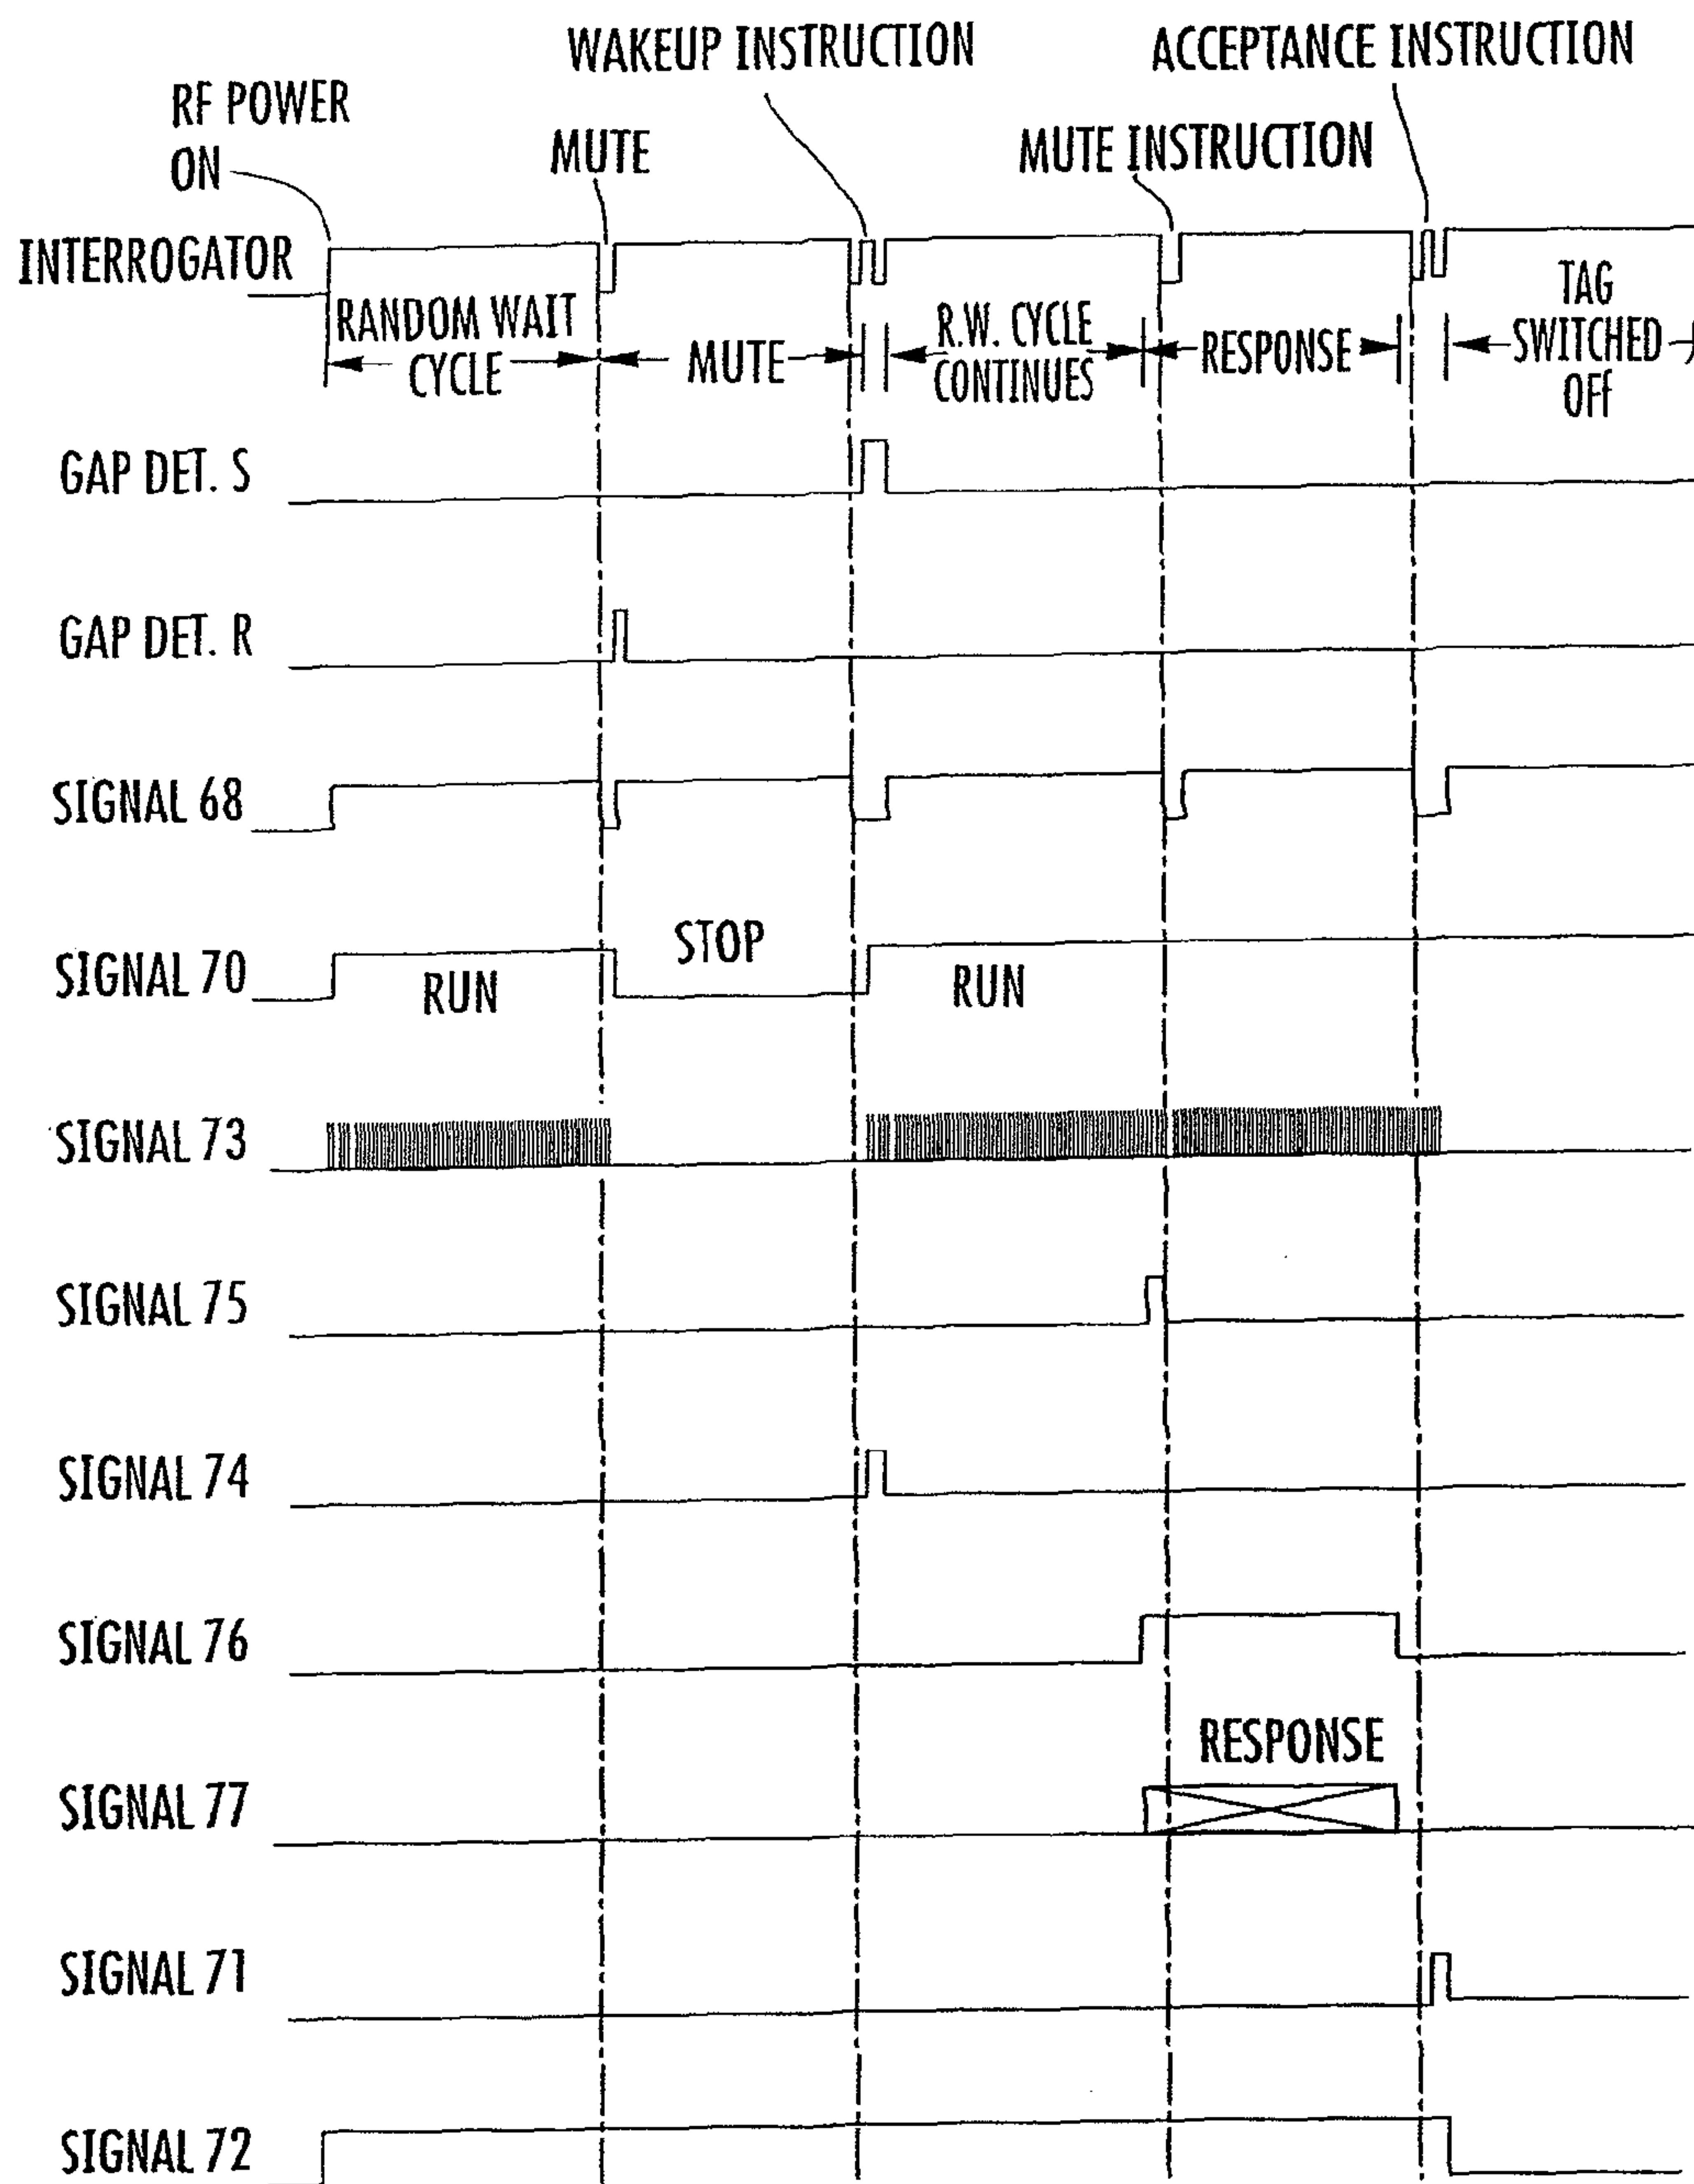 WAKEUP INSTRUCTION
ACCEPTANCE INSTRUCTION
RF POWER
ON
MUTE
MUTE INSTRUCTION
INTERROGATOR
RANDOM WAIT
CYCLE
MUTE
R.W. CYCLE
CONTINUES
RESPONSE
TAG
SWITCHED
OFF
GAP DET. S
GAP DET. R
SIGNAL 68
SIGNAL 70
RUN
STOP
RUN
SIGNAL 73
SIGNAL 75
SIGNAL 74
SIGNAL 76
RESPONSE
SIGNAL 77
SIGNAL 71
SIGNAL 72